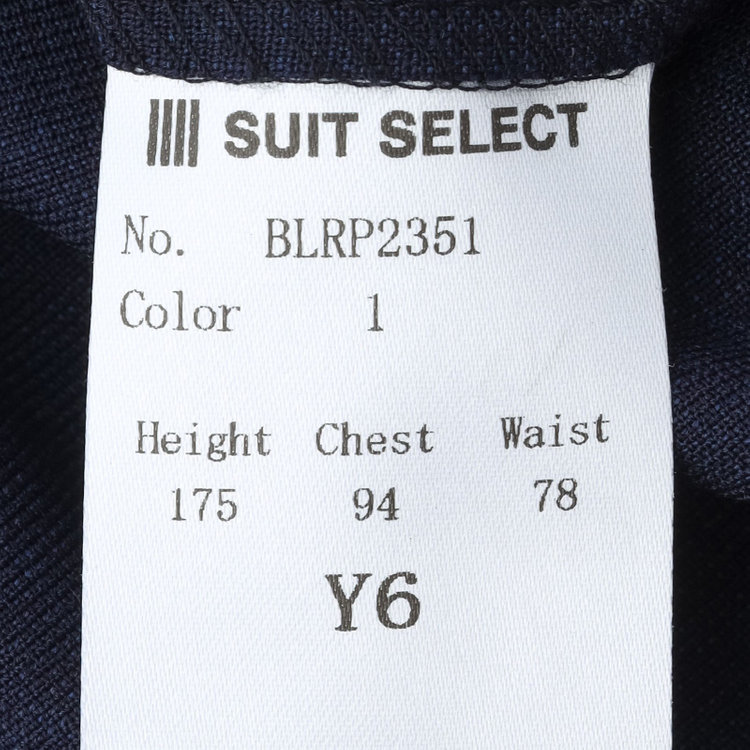 SUIT SELECT
No. BLRP2351
Color 1
Height Chest Waist
175 94 78
Y6